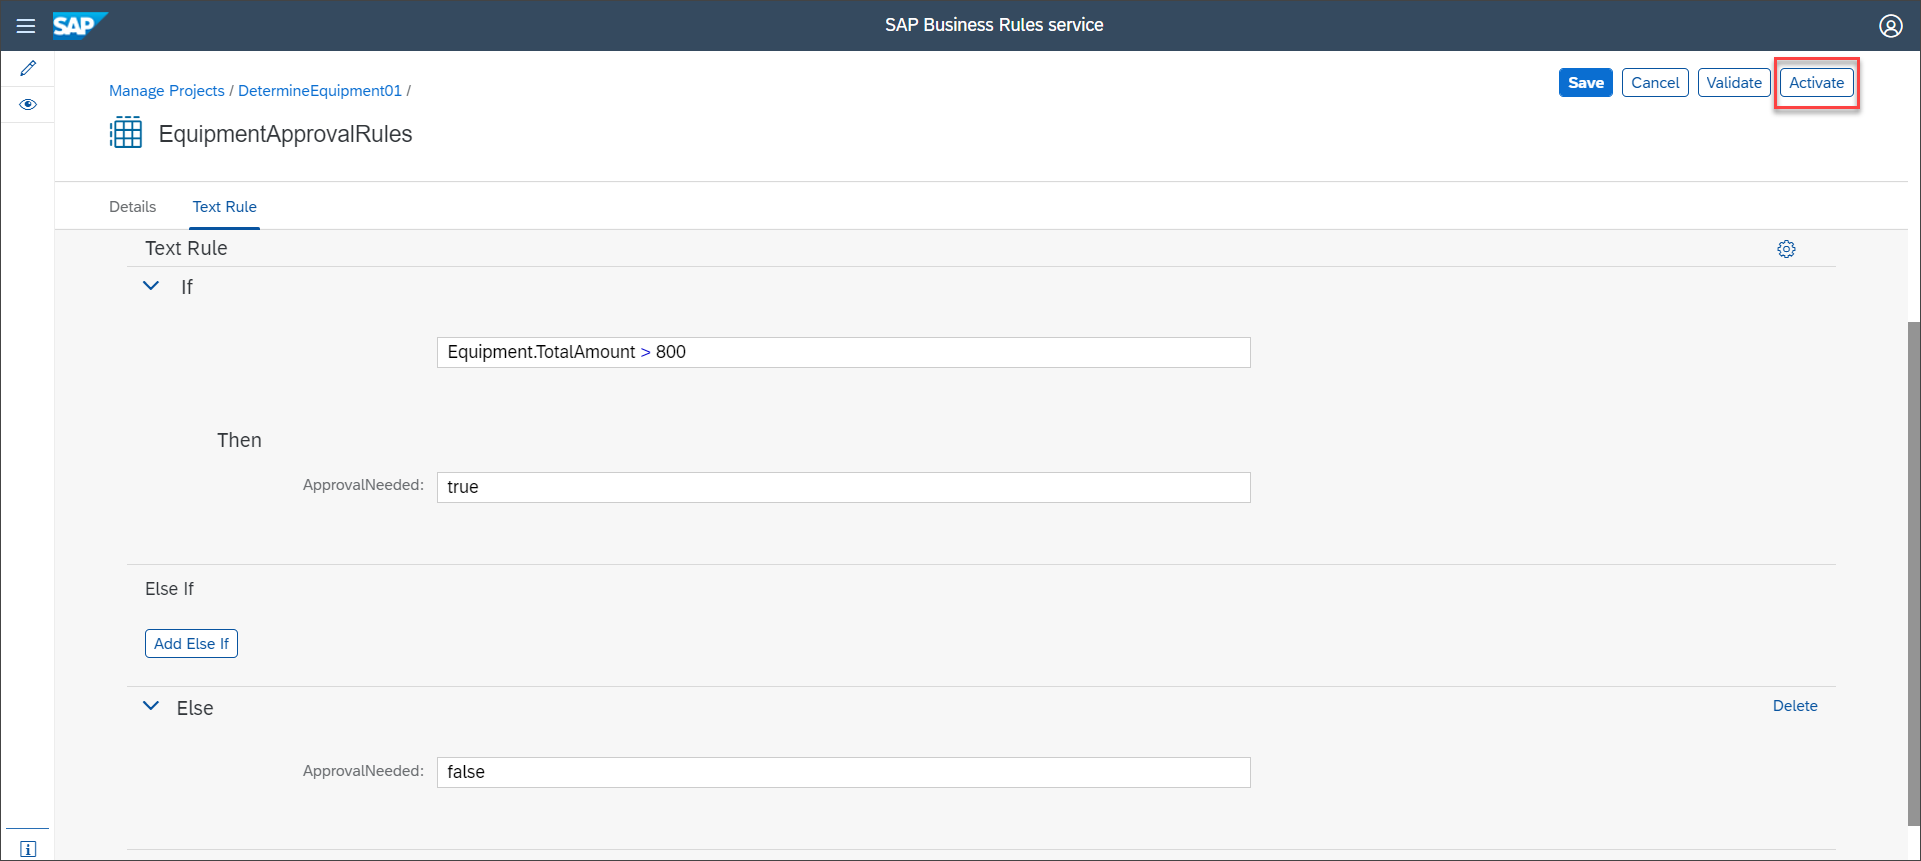 SAP
SAP Business Rules service
Manage Projects / DetermineEquipment01 /
Save Cancel Validate Activate
EquipmentApprovalRules
Details Text Rule
Text Rule
If
Equipment.TotalAmount > 800
Then
ApprovalNeeded: true
Else If
Add Else If
Else Delete
ApprovalNeeded: false